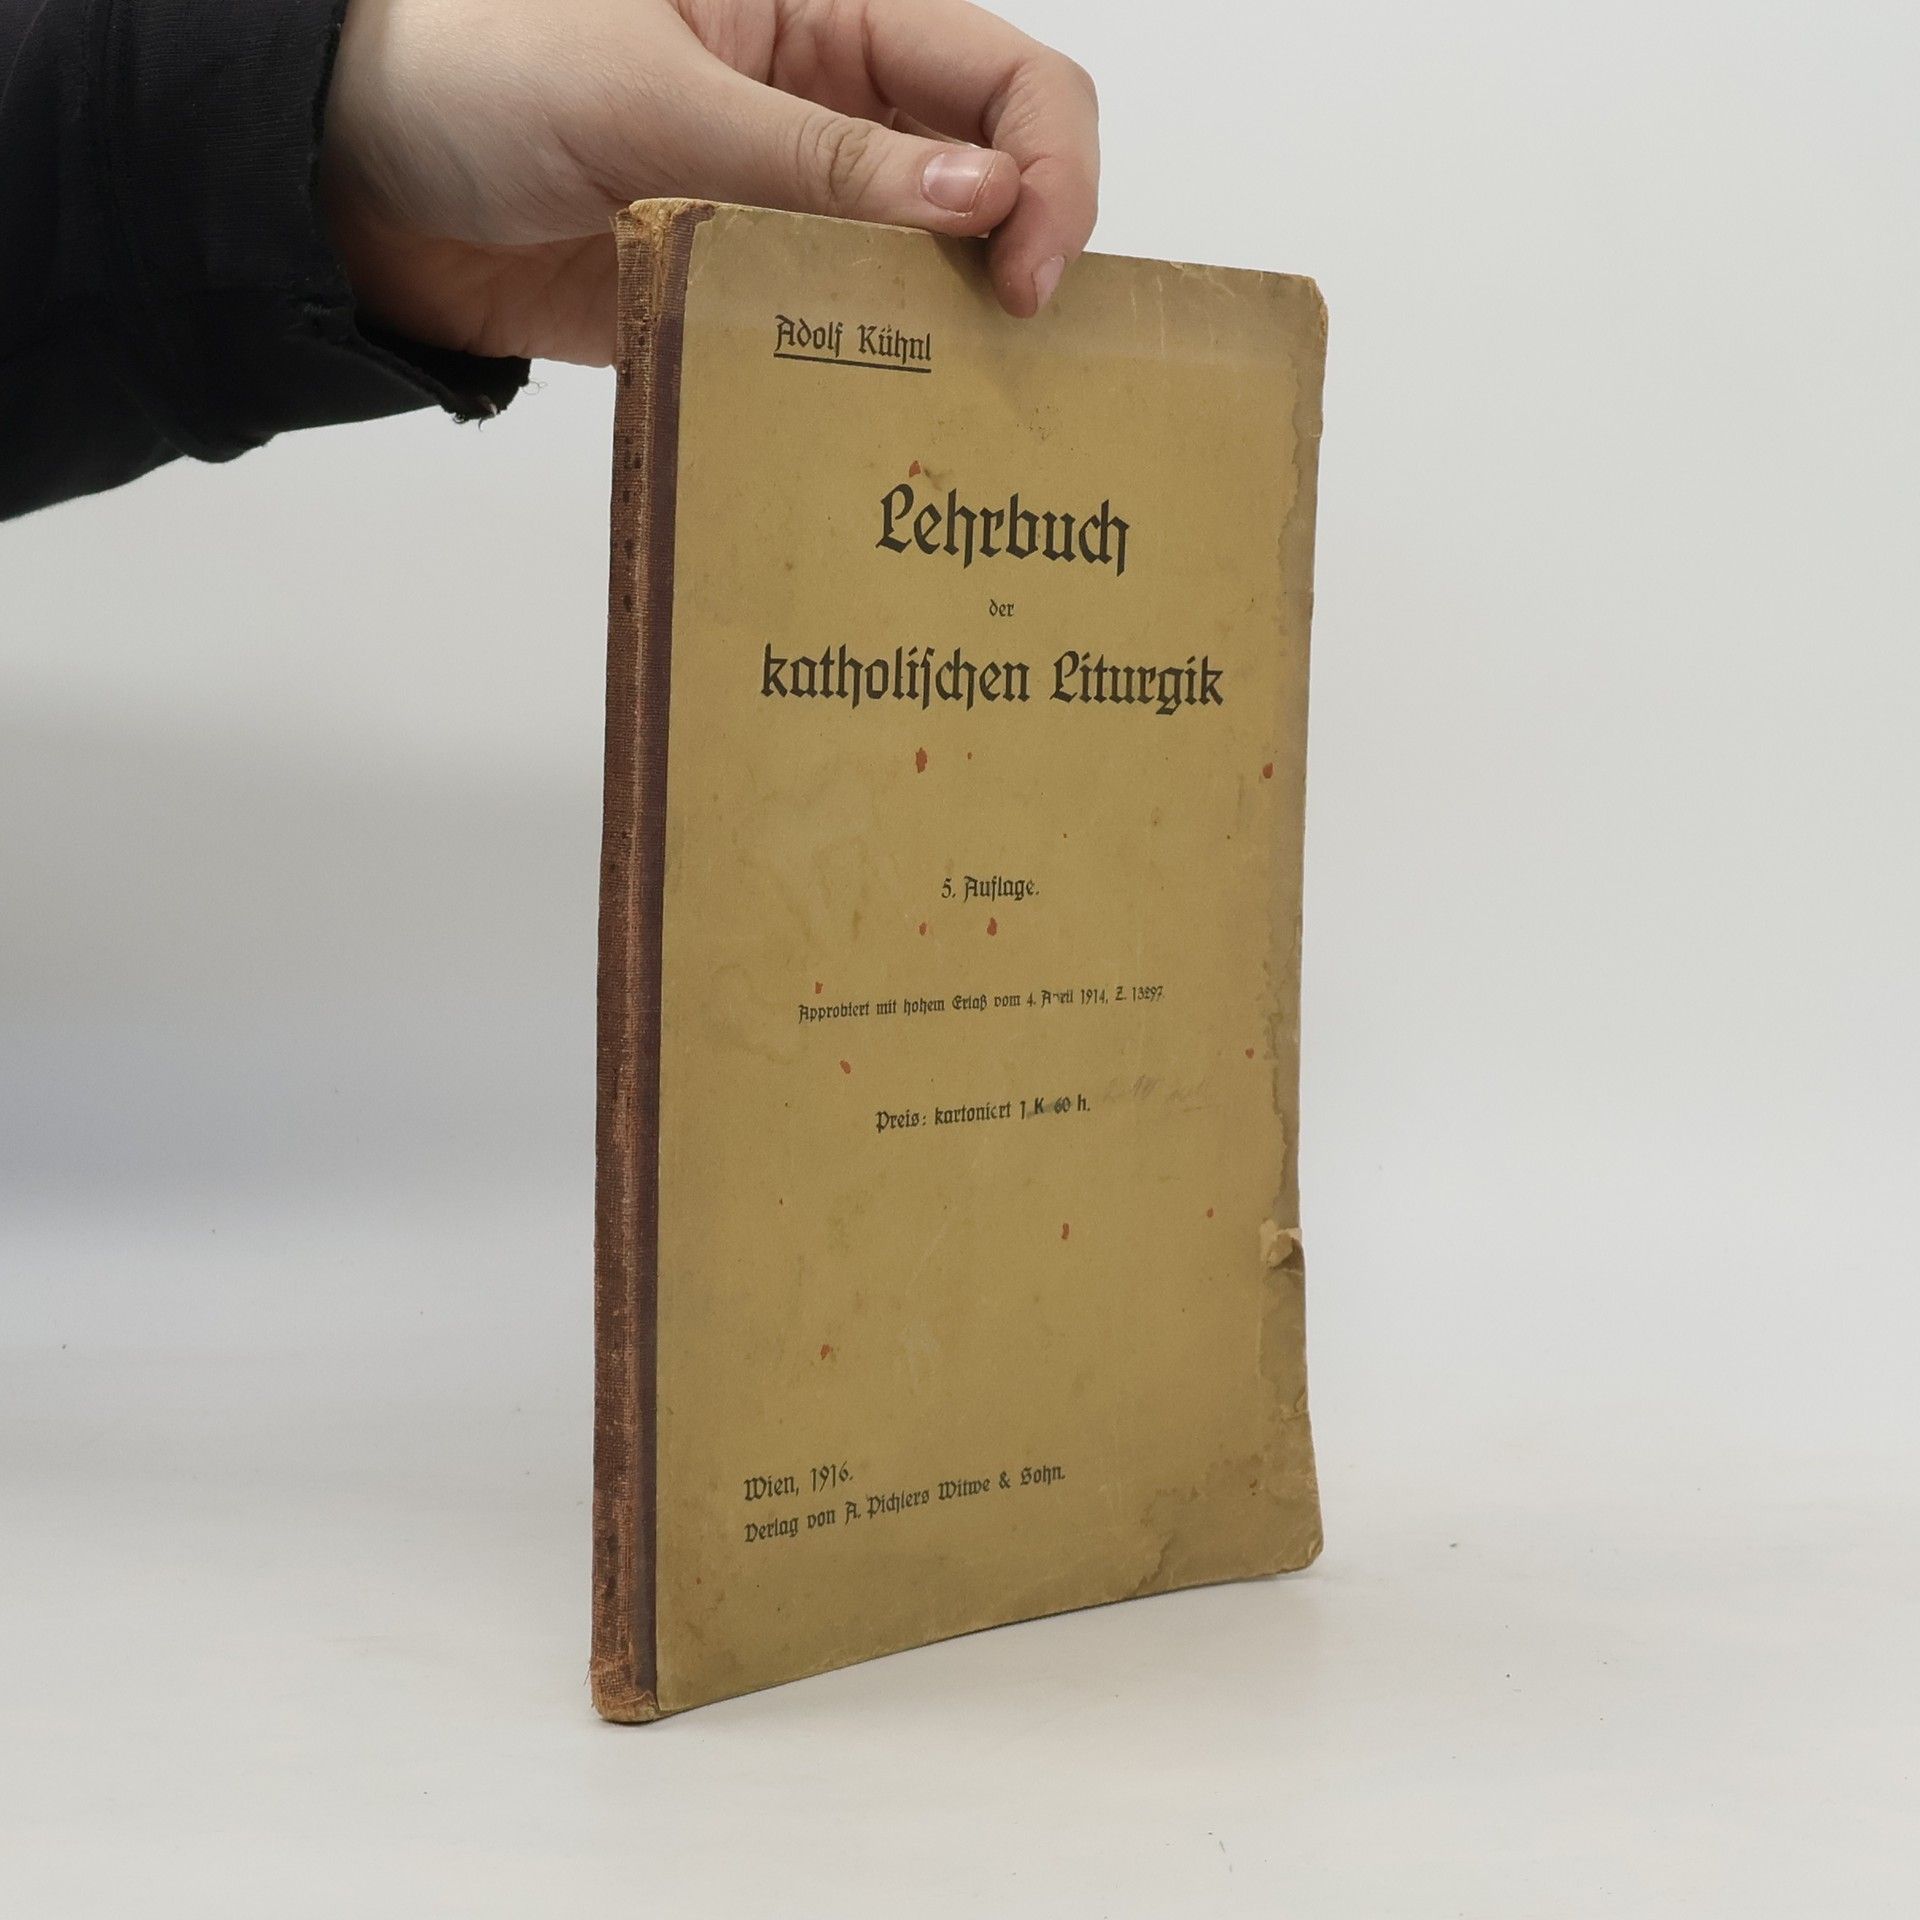 Adolf Kühnl
Lehrbuch
der
katholiſchen Liturgik
5. Auflage.
Approbiert mit hohem Erlaß vom 4. April 1914, Z. 13297.
Preis: kartoniert 1 K 60 h.
Wien, 1916.
Verlag von A. Pichlers Witwe & Sohn.